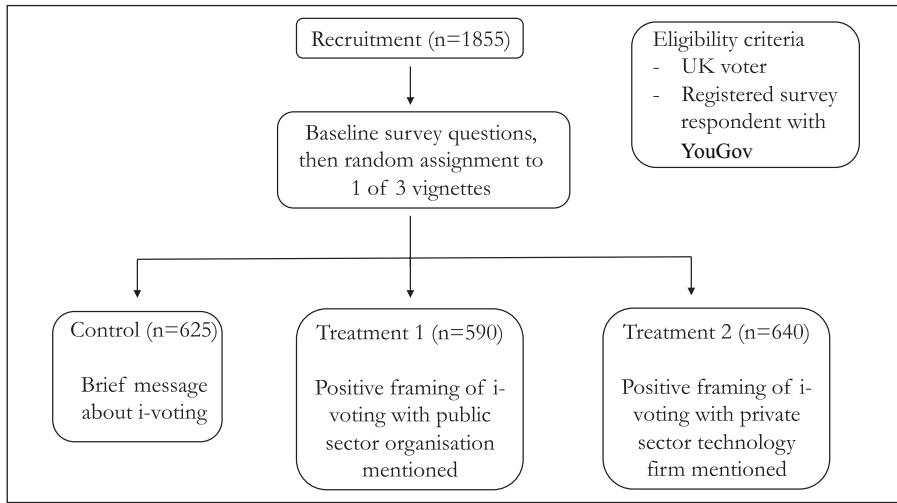 Recruitment (n=1855)
Eligibility criteria
- UK voter
- Registered survey
respondent with
YouGov
Baseline survey questions,
then random assignment to
1 of 3 vignettes
Control (n=625)
Brief message
about i-voting
Treatment 1 (n=590)
Positive framing of i-
voting with public
sector organisation
mentioned
Treatment 2 (n=640)
Positive framing of i-
voting with private
sector technology
firm mentioned